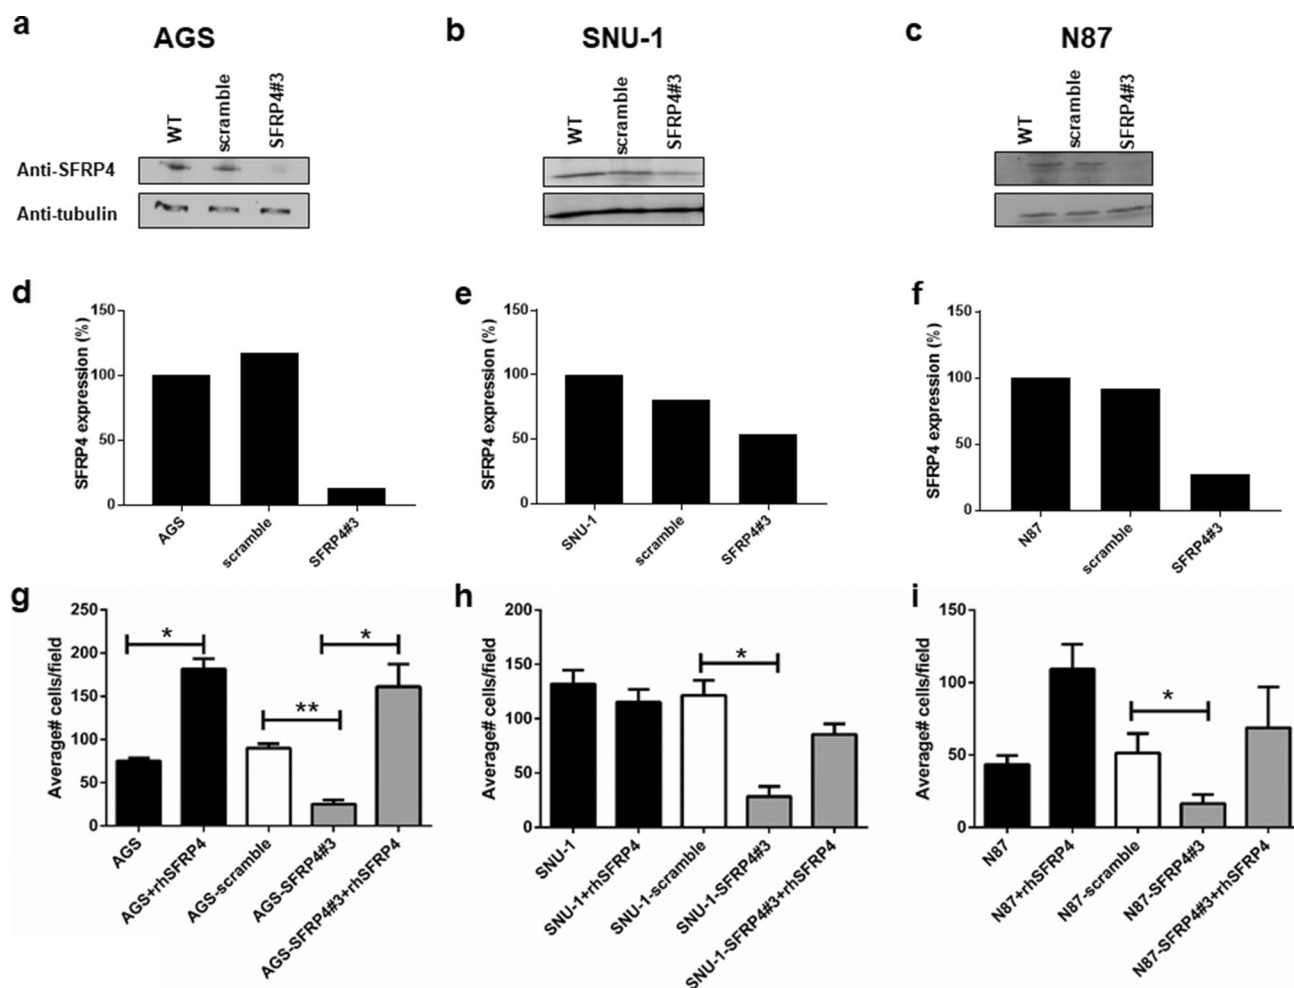 a AGS b SNU-1 c N87
WT scramble SFRP4#3 WT scramble SFRP4#3 WT scramble SFRP4#3
Anti-SFRP4
Anti-tubulin
d
SFRP4 expression (%)
150
100
50
0
AGS scramble SFRP4#3
e
SFRP4 expression (%)
150
100
50
0
SNU-1 scramble SFRP4#3
f
SFRP4 expression (%)
150
100
50
0
N87 scramble SFRP4#3
g
Average# cells/field
250
200
150
100
50
0
* ** *
AGS AGS+rhSFRP4 AGS-scramble AGS-SFRP4#3 AGS-SFRP4#3+rhSFRP4
h
Average# cells/field
200
150
100
50
0
*
SNU-1 SNU-1+rhSFRP4 SNU-1-scramble SNU-1-SFRP4#3 SNU-1-SFRP4#3+rhSFRP4
i
Average# cells/field
150
100
50
0
*
N87 N87+rhSFRP4 N87-scramble N87-SFRP4#3 N87-SFRP4#3+rhSFRP4